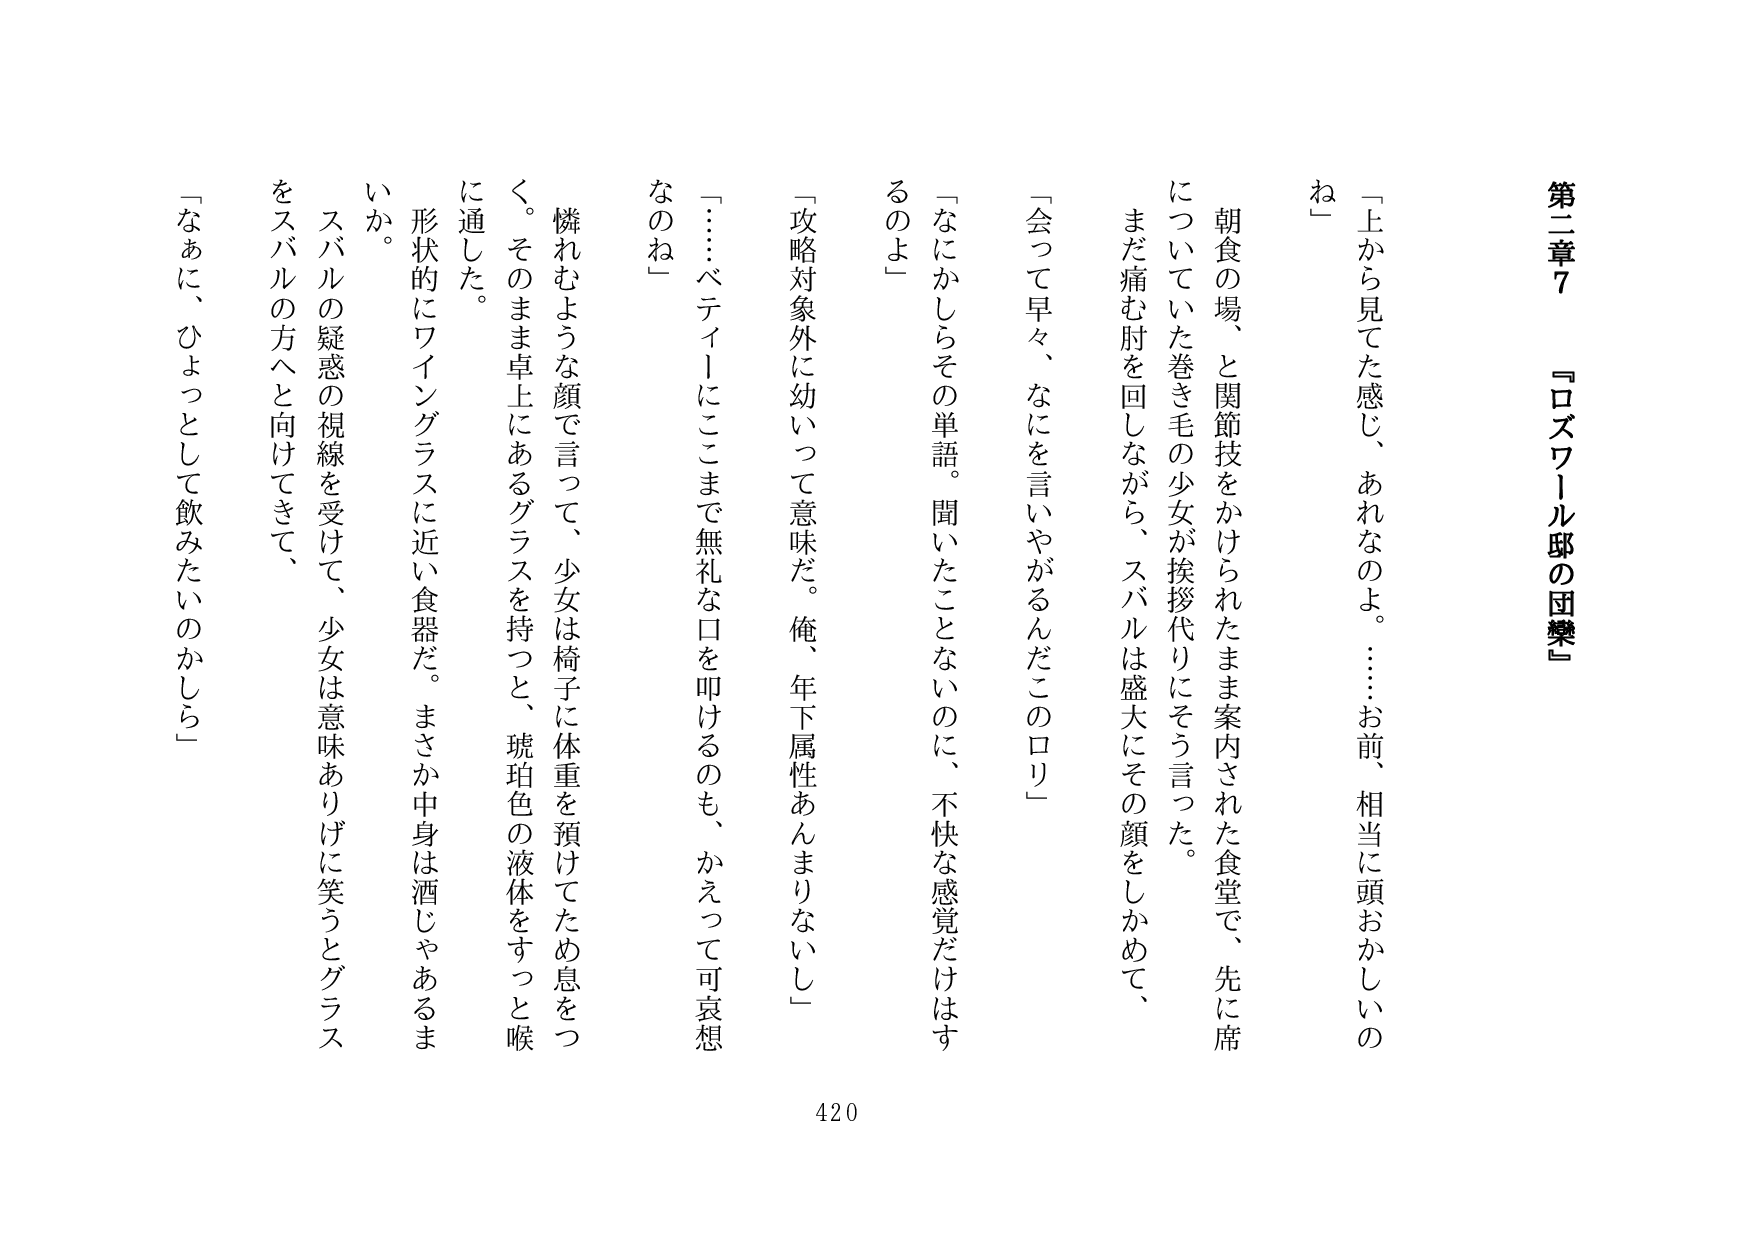 第二章7　　『ロズワール邸の団欒』
「上から見てた感じ、あれなのよ。……お前、相当に頭おかしいの
ね」
　朝食の場、と関節技をかけられたまま案内された食堂で、先に席
についていた巻き毛の少女が挨拶代りにそう言った。
　まだ痛む肘を回しながら、スバルは盛大にその顔をしかめて、
「会って早々、なにを言いやがるんだこのロリ」
「なにかしらその単語。聞いたことないのに、不快な感覚だけはす
るのよ」
「攻略対象外に幼いって意味だ。俺、年下属性あんまりないし」
「……ベティーにここまで無礼な口を叩けるのも、かえって可哀想
なのね」
　憐れむような顔で言って、少女は椅子に体重を預けてため息をつ
く。そのまま卓上にあるグラスを持つと、琥珀色の液体をすっと喉
に通した。
　形状的にワイングラスに近い食器だ。まさか中身は酒じゃあるま
いか。
　スバルの疑惑の視線を受けて、少女は意味ありげに笑うとグラス
をスバルの方へと向けてきて、
「なぁに、ひょっとして飲みたいのかしら」
420